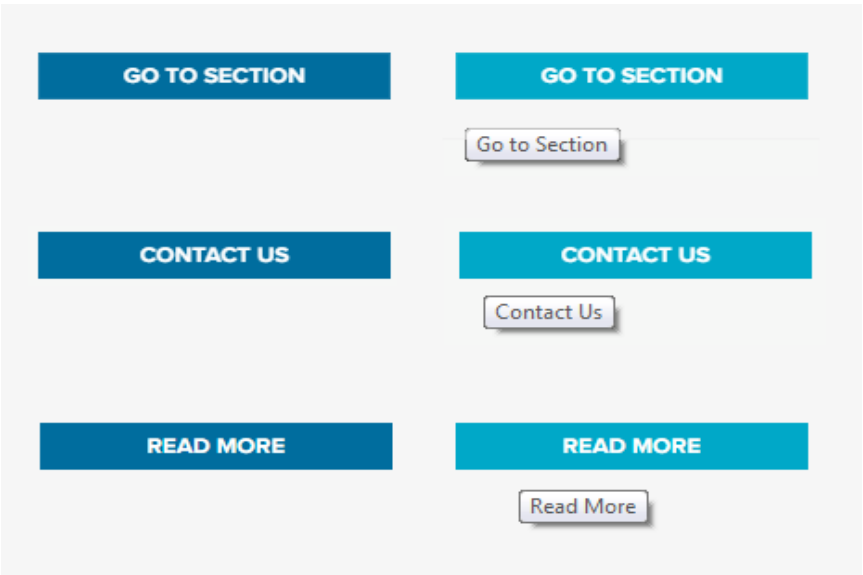 GO TO SECTION
GO TO SECTION
Go to Section
CONTACT US
CONTACT US
Contact Us
READ MORE
READ MORE
Read More